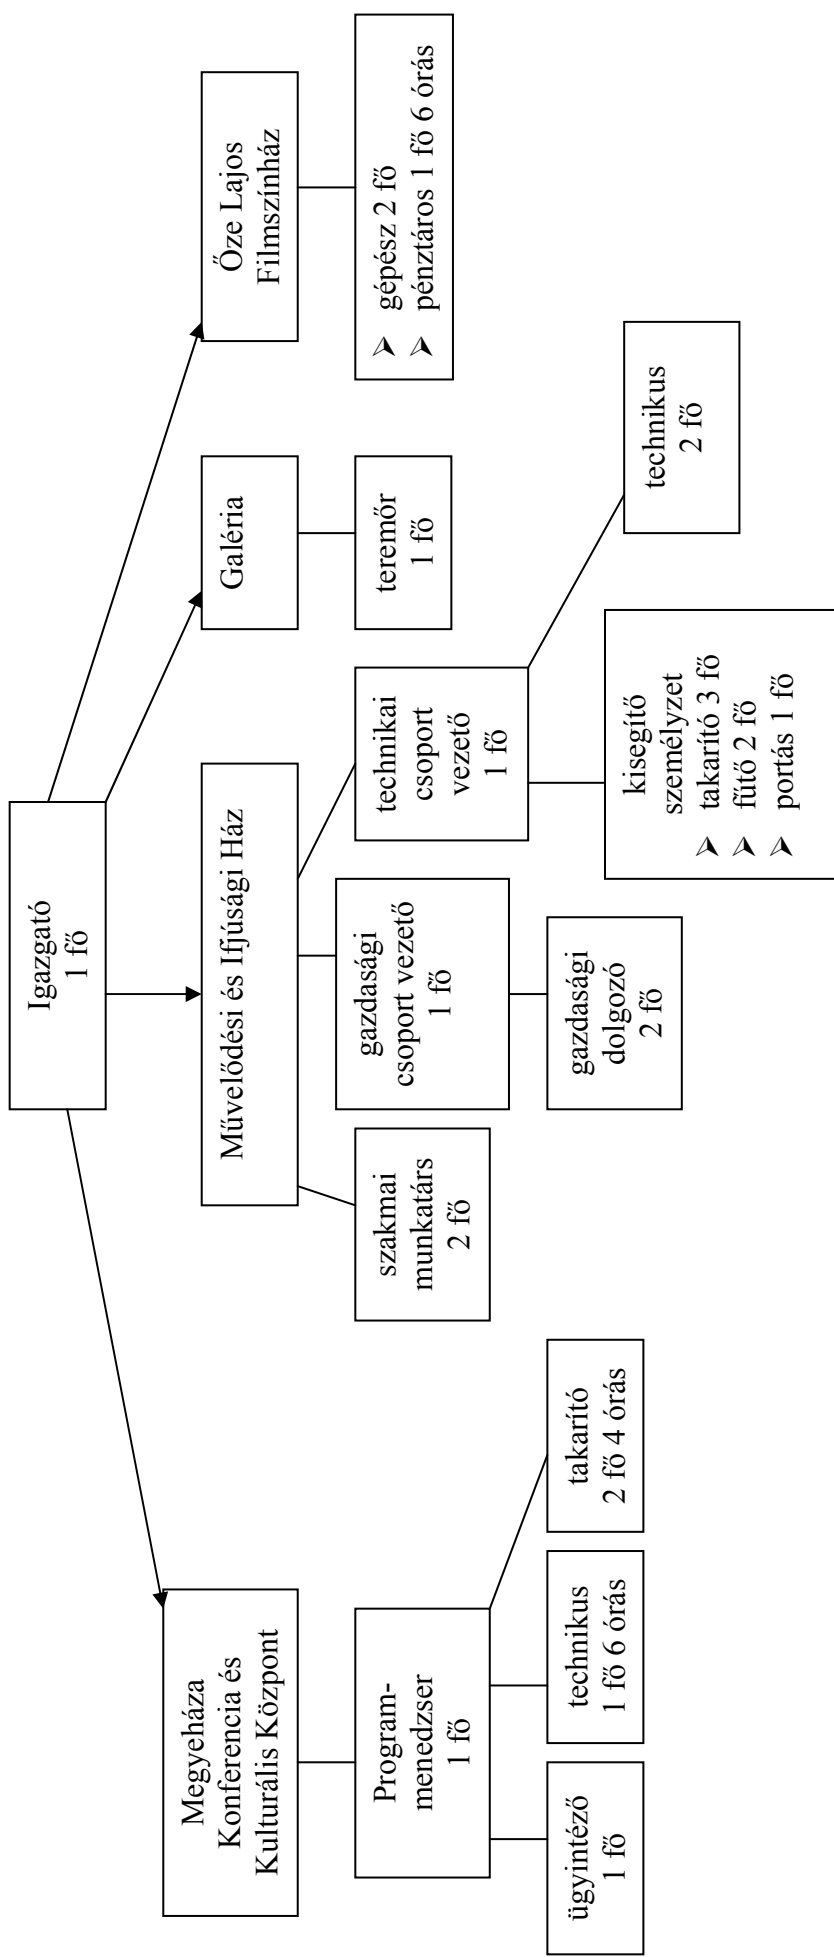 Igazgató
1 fő
Megyeháza
Konferencia és
Kulturális Központ
Művelődési és Ifjúsági Ház
Galéria
Őze Lajos
Filmszínház
Program-
menedzser
1 fő
szakmai
munkatárs
2 fő
gazdasági
csoport vezető
1 fő
technikai
csoport
vezető
1 fő
teremőr
1 fő
➢ gépész 2 fő
➢ pénztáros 1 fő 6 órás
ügyintéző
1 fő
technikus
1 fő 6 órás
takarító
2 fő 4 órás
gazdasági
dolgozó
2 fő
kisegítő
személyzet
➢ takarító 3 fő
➢ fűtő 2 fő
➢ portás 1 fő
technikus
2 fő